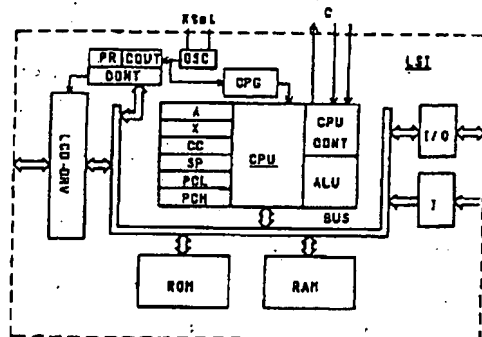 Xtal
C
LSI
PR COUT OSC
CONT
CPG
LCD-DRV
A
X
CC
SP
PCL
PCH
CPU
CPU CONT
ALU
I/O
I
BUS
ROM
RAM